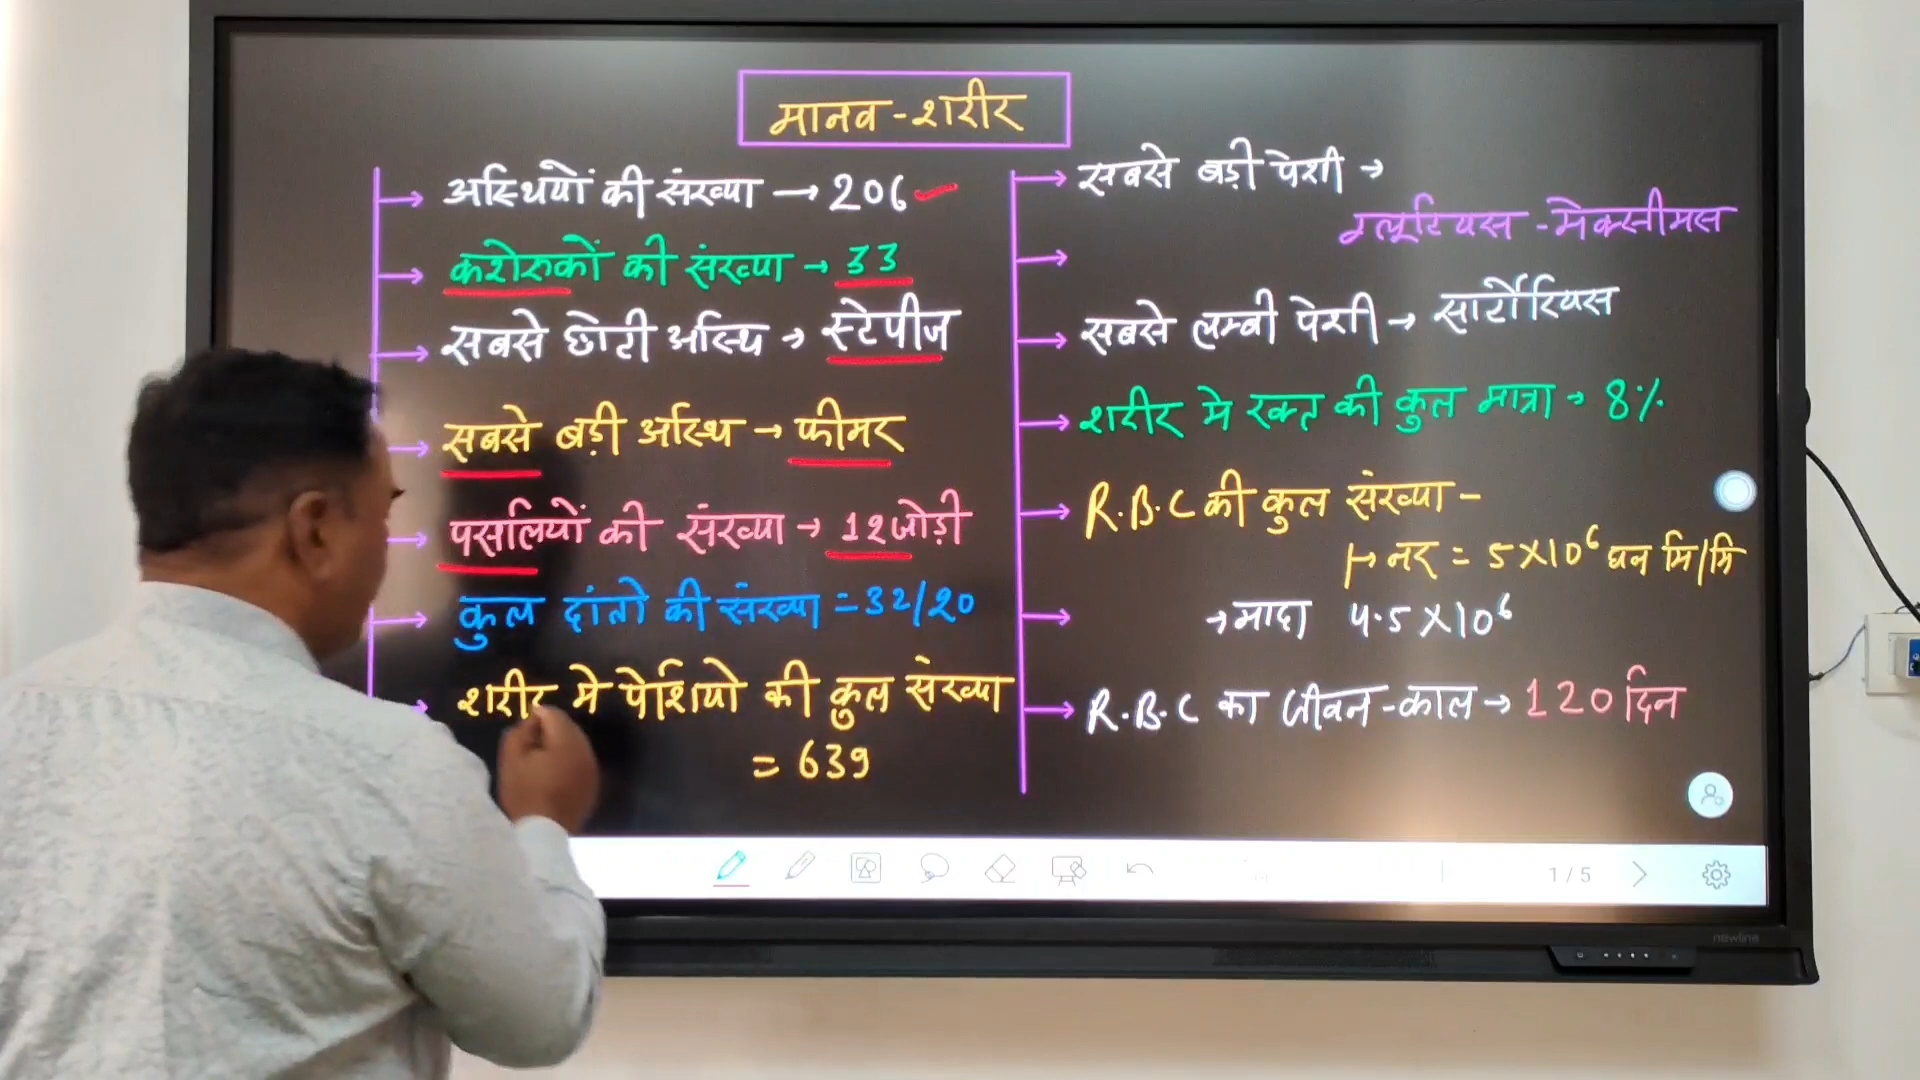 मानव-शरीर
अस्थियों की संख्या → 206
कशेरुकों की संख्या → 33
सबसे छोटी अस्थि → स्टेपीज
सबसे बड़ी अस्थि → फीमर
पसलियों की संख्या → 12 जोड़ी
कुल दांतो की संख्या = 32/20
शरीर मे पेशियो की कुल संख्या
= 639
सबसे बड़ी पेशी →
ग्लूटियस - मेक्सीमस
सबसे लम्बी पेशी → सार्टोरियस
शरीर मे रक्त की कुल मात्रा → 8%
R.B.C की कुल संख्या -
→ नर = 5×10⁶ घन मि/मि
→ मादा 4.5×10⁶
R.B.C का जीवन-काल → 120 दिन
1/5
newline